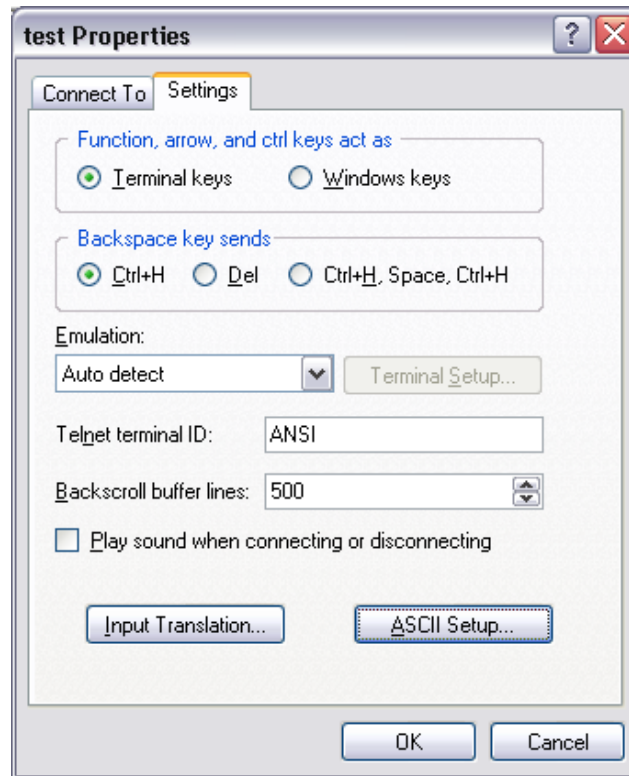 test Properties
Connect To Settings
Function, arrow, and ctrl keys act as
Terminal keys Windows keys
Backspace key sends
Ctrl+H Del Ctrl+H, Space, Ctrl+H
Emulation:
Auto detect Terminal Setup...
Telnet terminal ID: ANSI
Backscroll buffer lines: 500
Play sound when connecting or disconnecting
Input Translation... ASCII Setup...
OK Cancel